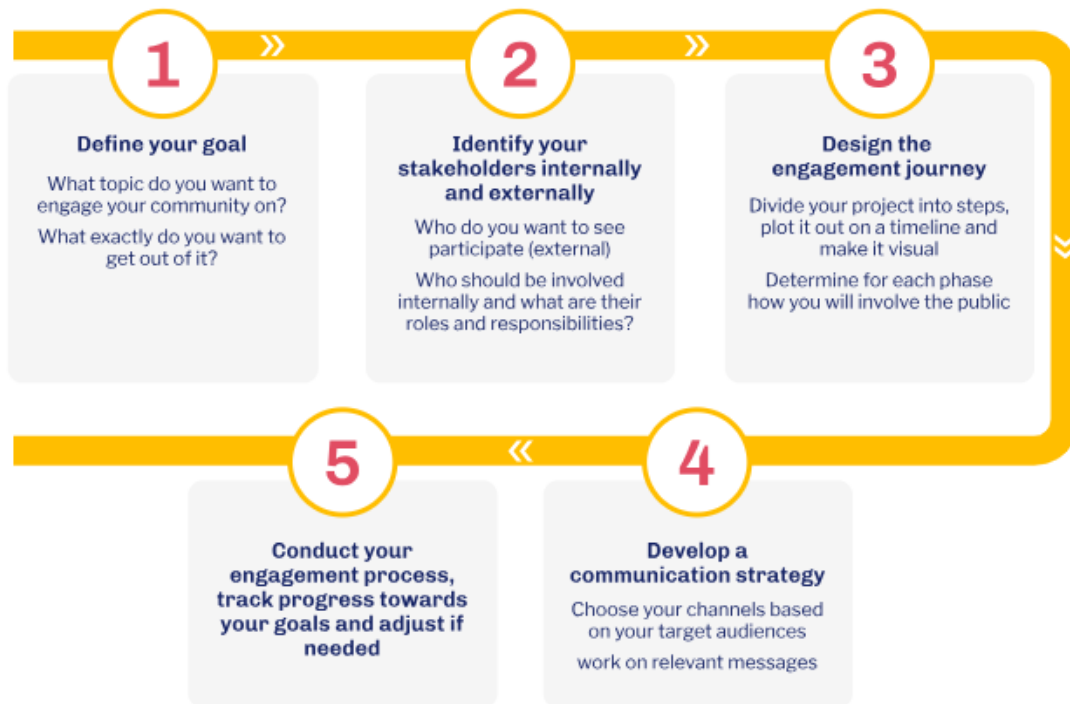 1
Define your goal
What topic do you want to
engage your community on?
What exactly do you want to
get out of it?
2
Identify your
stakeholders internally
and externally
Who do you want to see
participate (external)
Who should be involved
internally and what are their
roles and responsibilities?
3
Design the
engagement journey
Divide your project into steps,
plot it out on a timeline and
make it visual
Determine for each phase
how you will involve the public
4
Develop a
communication strategy
Choose your channels based
on your target audiences
work on relevant messages
5
Conduct your
engagement process,
track progress towards
your goals and adjust if
needed